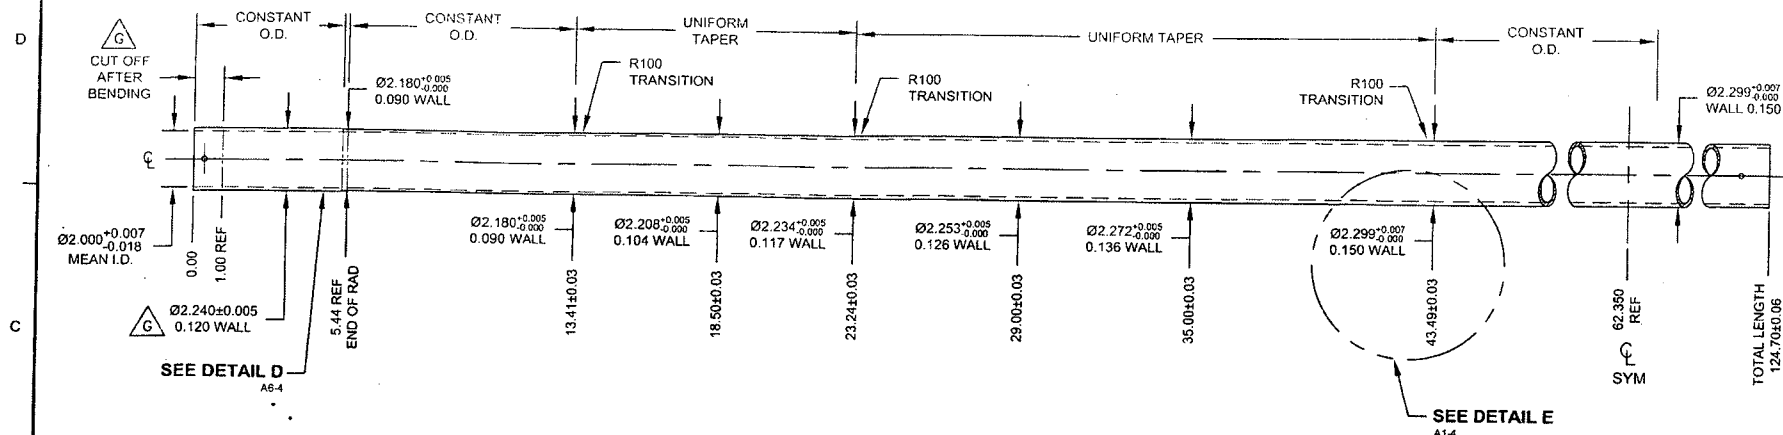 D
G
CUT OFF
AFTER
BENDING
CONSTANT
O.D.
CONSTANT
O.D.
UNIFORM
TAPER
UNIFORM TAPER
CONSTANT
O.D.
Ø2.180+0.005
-0.000
0.090 WALL
R100
TRANSITION
R100
TRANSITION
R100
TRANSITION
Ø2.299+0.007
-0.000
WALL 0.150
℄
Ø2.000+0.007
-0.018
MEAN I.D.
0.00
1.00 REF
G
Ø2.240±0.005
0.120 WALL
5.44 REF
END OF RAD
Ø2.180+0.005
-0.000
0.090 WALL
13.41±0.03
Ø2.208+0.005
-0.000
0.104 WALL
18.50±0.03
Ø2.234+0.005
-0.000
0.117 WALL
23.24±0.03
Ø2.253+0.005
-0.000
0.126 WALL
29.00±0.03
Ø2.272+0.005
-0.000
0.136 WALL
35.00±0.03
Ø2.299+0.007
-0.000
0.150 WALL
43.49±0.03
62.350
REF
℄
SYM
TOTAL LENGTH
124.70±0.06
C
SEE DETAIL D
A6-4
SEE DETAIL E
A1-4